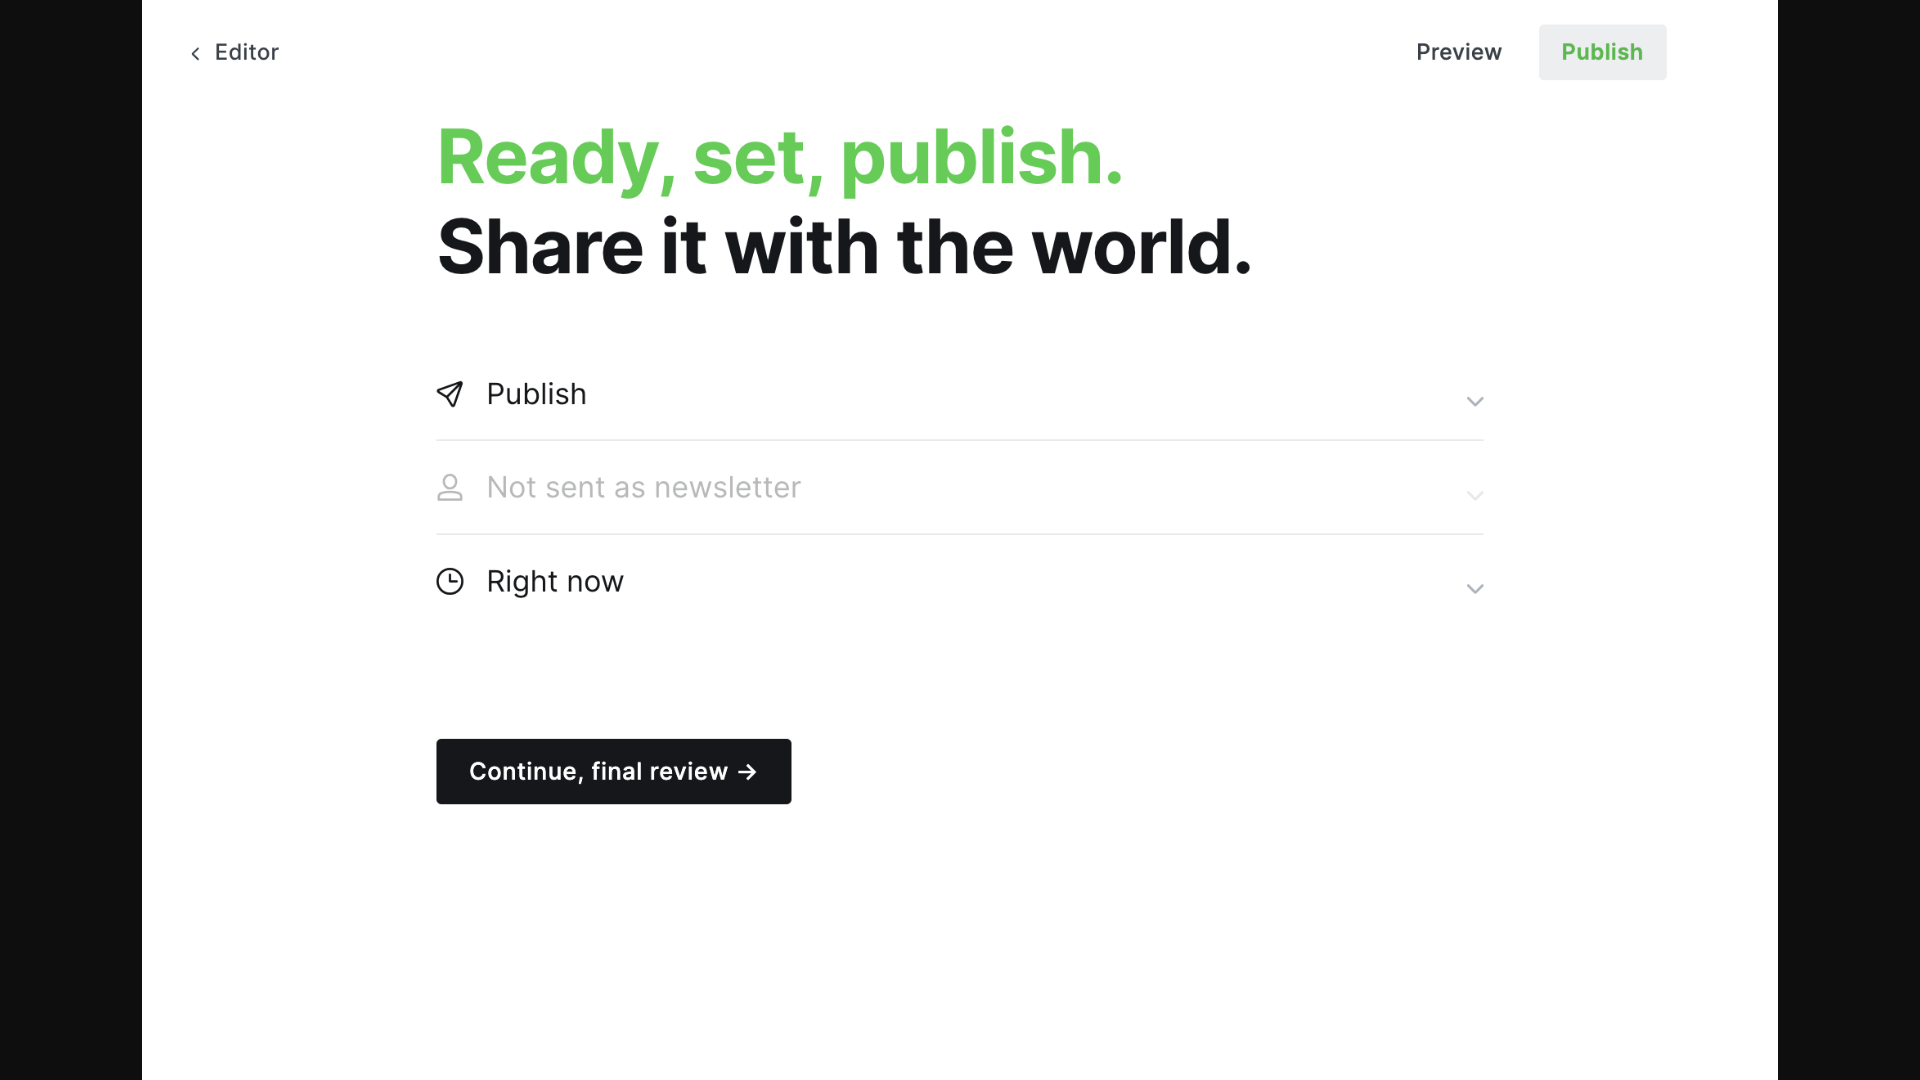 Editor
Preview
Publish
Ready, set, publish.
Share it with the world.
Publish
Not sent as newsletter
Right now
Continue, final review →